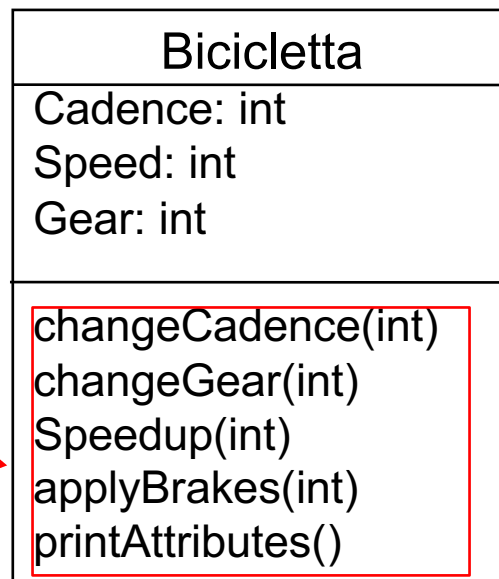 Bicicletta
Cadence: int
Speed: int
Gear: int
changeCadence(int)
changeGear(int)
Speedup(int)
applyBrakes(int)
printAttributes()